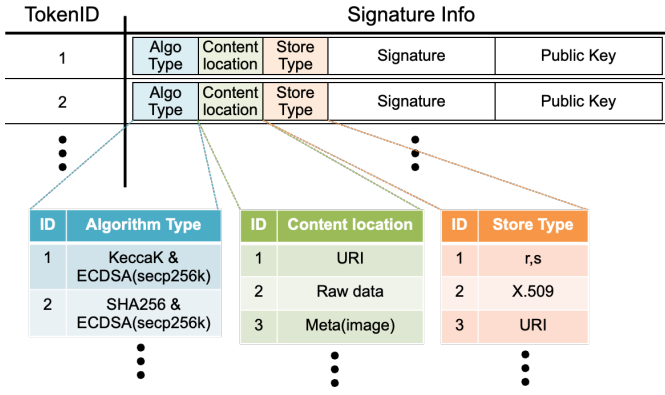 TokenID Signature Info
1 Algo Type Content location Store Type Signature Public Key
2 Algo Type Content location Store Type Signature Public Key
ID Algorithm Type
1 KeccaK & ECDSA(secp256k)
2 SHA256 & ECDSA(secp256k)
ID Content location
1 URI
2 Raw data
3 Meta(image)
ID Store Type
1 r,s
2 X.509
3 URI